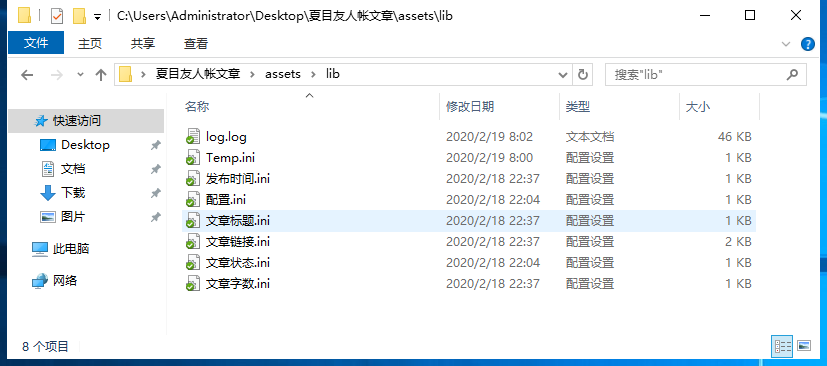 C:\Users\Administrator\Desktop\夏目友人帐文章\assets\lib
文件 主页 共享 查看
夏目友人帐文章 assets lib 搜索"lib"
名称 修改日期 类型 大小
快速访问
Desktop
文档
下载
图片
此电脑
网络
log.log 2020/2/19 8:02 文本文档 46 KB
Temp.ini 2020/2/19 8:00 配置设置 1 KB
发布时间.ini 2020/2/18 22:37 配置设置 1 KB
配置.ini 2020/2/18 22:04 配置设置 1 KB
文章标题.ini 2020/2/18 22:37 配置设置 1 KB
文章链接.ini 2020/2/18 22:37 配置设置 2 KB
文章状态.ini 2020/2/18 22:04 配置设置 1 KB
文章字数.ini 2020/2/18 22:37 配置设置 1 KB
8 个项目